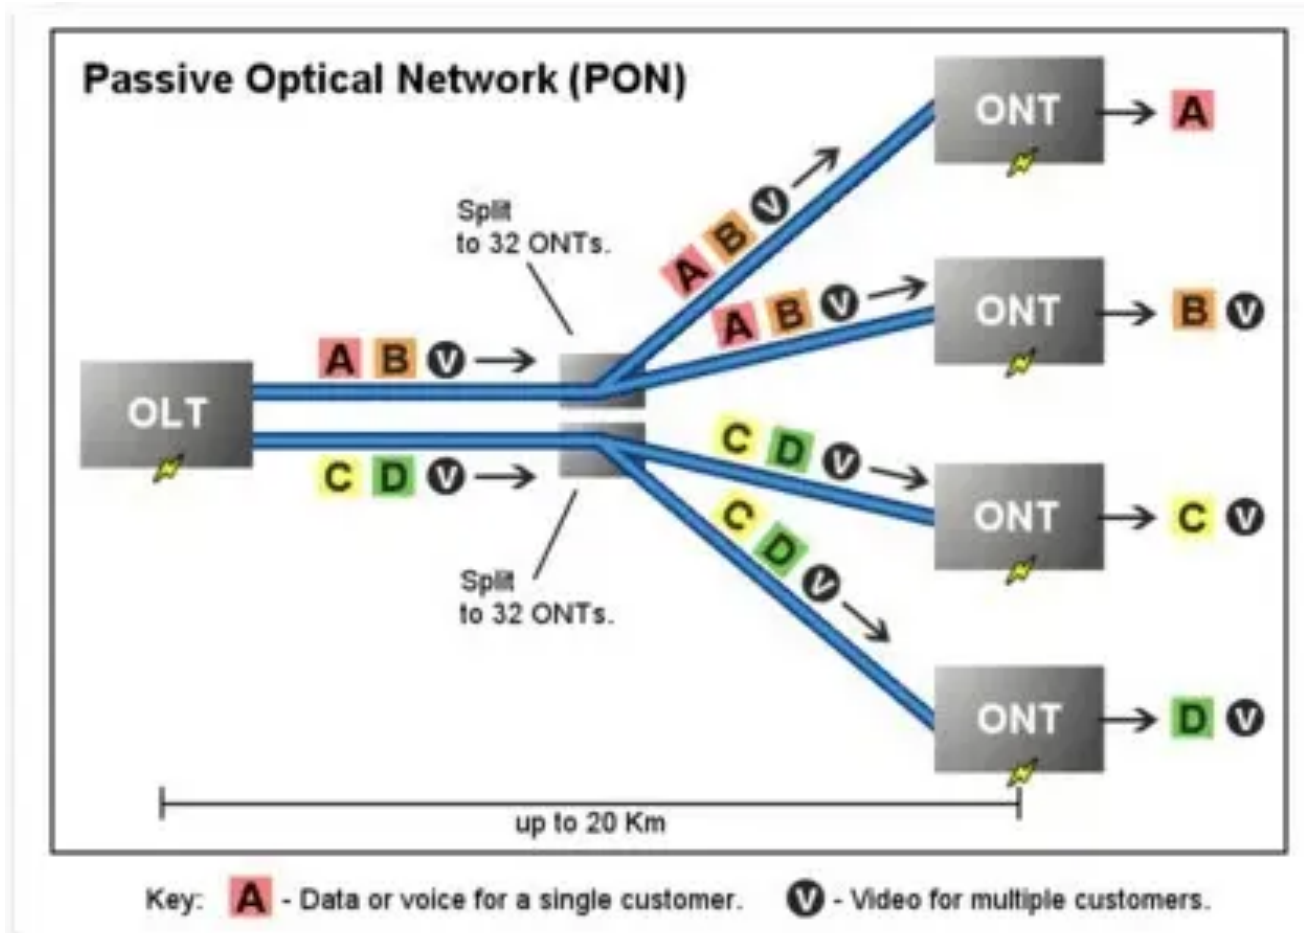 Passive Optical Network (PON)
ONT
A
Split
to 32 ONTs.
A B V
A B V
ONT
B V
A B V
OLT
C D V
C D V
ONT
C V
C D V
Split
to 32 ONTs.
ONT
D V
up to 20 Km
Key: A - Data or voice for a single customer. V - Video for multiple customers.